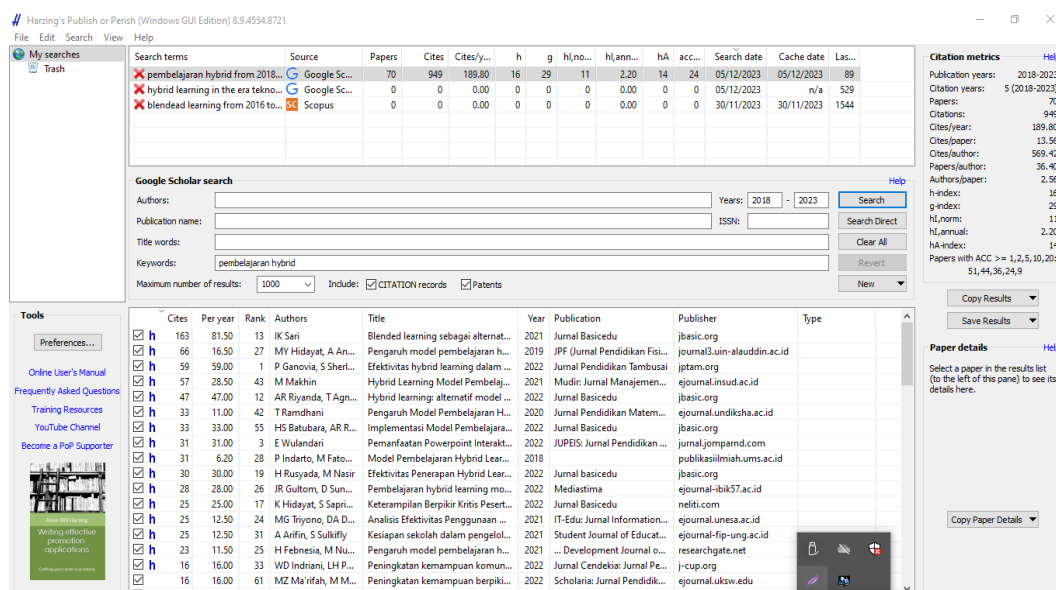 Harzing's Publish or Perish (Windows GUI Edition) 8.9.4554.8721
File Edit Search View Help
My searches
Trash
Search terms Source Papers Cites Cites/y... h g hI,no... hI,ann... hA acc... Search date Cache date Las...
pembelajaran hybrid from 2018... Google Sc... 70 949 189.80 16 29 11 2.20 14 24 05/12/2023 05/12/2023 89
hybrid learning in the era tekno... Google Sc... 0 0 0.00 0 0 0 0.00 0 0 05/12/2023 n/a 529
blendead learning from 2016 to... SC Scopus 0 0 0.00 0 0 0 0.00 0 0 30/11/2023 30/11/2023 1544
Google Scholar search Help
Authors: Years: 2018 - 2023 Search
Publication name: ISSN: Search Direct
Title words: Clear All
Keywords: pembelajaran hybrid Revert
Maximum number of results: 1000 Include: CITATION records Patents New
Tools
Preferences...
Online User's Manual
Frequently Asked Questions
Training Resources
YouTube Channel
Become a PoP Supporter
Anne-Wil Harzing
Writing effective
promotion
applications
Cites Per year Rank Authors Title Year Publication Publisher Type
h 163 81.50 13 IK Sari Blended learning sebagai alternat... 2021 Jurnal Basicedu jbasic.org
h 66 16.50 27 MY Hidayat, A An... Pengaruh model pembelajaran h... 2019 JPF (Jurnal Pendidikan Fisi... journal3.uin-alauddin.ac.id
h 59 59.00 1 P Ganovia, S Sherl... Efektivitas hybrid learning dalam ... 2022 Jurnal Pendidikan Tambusai jptam.org
h 57 28.50 43 M Makhin Hybrid Learning Model Pembelaj... 2021 Mudir: Jurnal Manajemen... ejournal.insud.ac.id
h 47 47.00 12 AR Riyanda, T Agn... Hybrid learning: alternatif model ... 2022 Jurnal Basicedu jbasic.org
h 33 11.00 42 T Ramdhani Pengaruh Model Pembelajaran H... 2020 Jurnal Pendidikan Matem... ejournal.undiksha.ac.id
h 33 33.00 55 HS Batubara, AR R... Implementasi Model Pembelajara... 2022 Jurnal Basicedu jbasic.org
h 31 31.00 3 E Wulandari Pemanfaatan Powerpoint Interakt... 2022 JUPEIS: Jurnal Pendidikan ... jurnal.jomparnd.com
h 31 6.20 28 P Indarto, M Fato... Model Pembelajaran Hybrid Lear... 2018 publikasiilmiah.ums.ac.id
h 30 30.00 19 H Rusyada, M Nasir Efektivitas Penerapan Hybrid Lear... 2022 Jurnal basicedu jbasic.org
h 28 28.00 26 JR Gultom, D Sun... Pembelajaran hybrid learning mo... 2022 Mediastima ejournal-ibik57.ac.id
h 25 25.00 17 K Hidayat, S Sapri... Keterampilan Berpikir Kritis Pesert... 2022 Jurnal Basicedu neliti.com
h 25 12.50 24 MG Triyono, DA D... Analisis Efektivitas Penggunaan ... 2021 IT-Edu: Jurnal Information... ejournal.unesa.ac.id
h 25 12.50 31 A Arifin, S Sulkifly Kesiapan sekolah dalam pengelol... 2021 Student Journal of Educat... ejournal-fip-ung.ac.id
h 23 11.50 25 H Febnesia, M Nu... Pengaruh model pembelajaran h... 2021 ... Development Journal o... researchgate.net
h 16 16.00 33 WD Indriani, LH P... Peningkatan kemampuan komun... 2022 Jurnal Cendekia: Jurnal Pe... j-cup.org
16 16.00 61 MZ Ma'rifah, M M... Peningkatan kemampuan berpiki... 2022 Scholaria: Jurnal Pendidik... ejournal.uksw.edu
Citation metrics Help
Publication years: 2018-2023
Citation years: 5 (2018-2023)
Papers: 70
Citations: 949
Cites/year: 189.80
Cites/paper: 13.56
Cites/author: 569.42
Papers/author: 36.40
Authors/paper: 2.56
h-index: 16
g-index: 29
hI,norm: 11
hI,annual: 2.20
hA-index: 14
Papers with ACC >= 1,2,5,10,20:
51,44,36,24,9
Copy Results
Save Results
Paper details Help
Select a paper in the results list
(to the left of this pane) to see its
details here.
Copy Paper Details